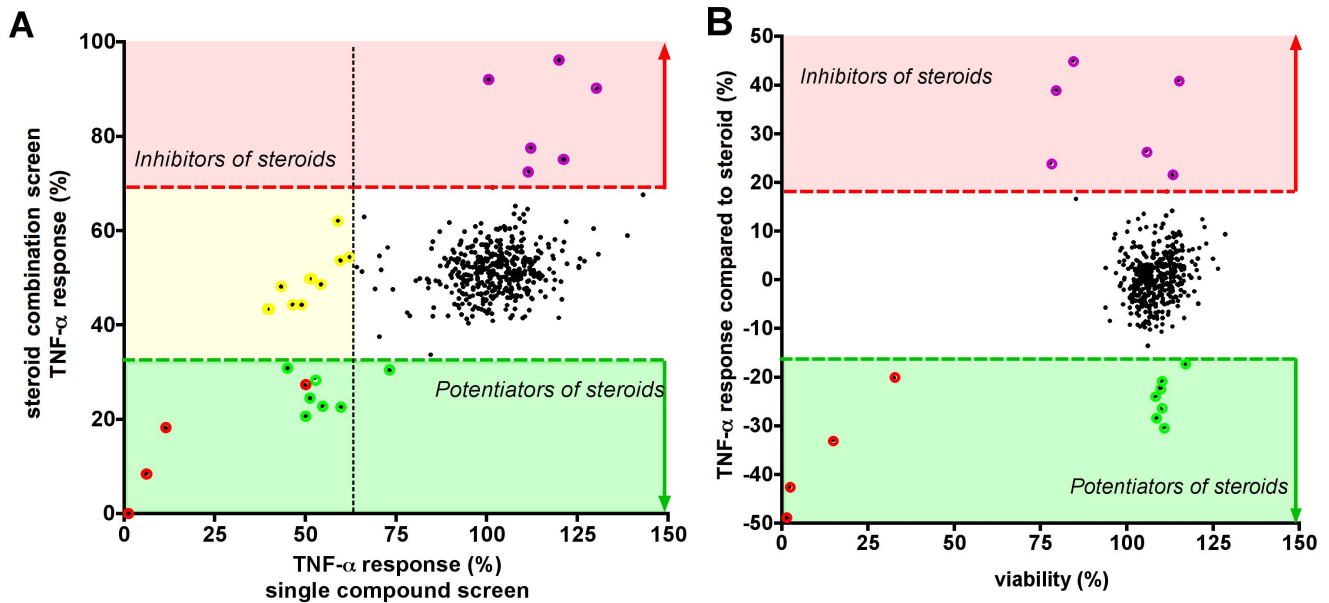 A
steroid combination screen
TNF-α response (%)
100
80
60
40
20
0
Inhibitors of steroids
Potentiators of steroids
0 25 50 75 100 125 150
TNF-α response (%)
single compound screen
B
TNF-α response compared to steroid (%)
50
40
30
20
10
0
-10
-20
-30
-40
-50
Inhibitors of steroids
Potentiators of steroids
0 25 50 75 100 125 150
viability (%)